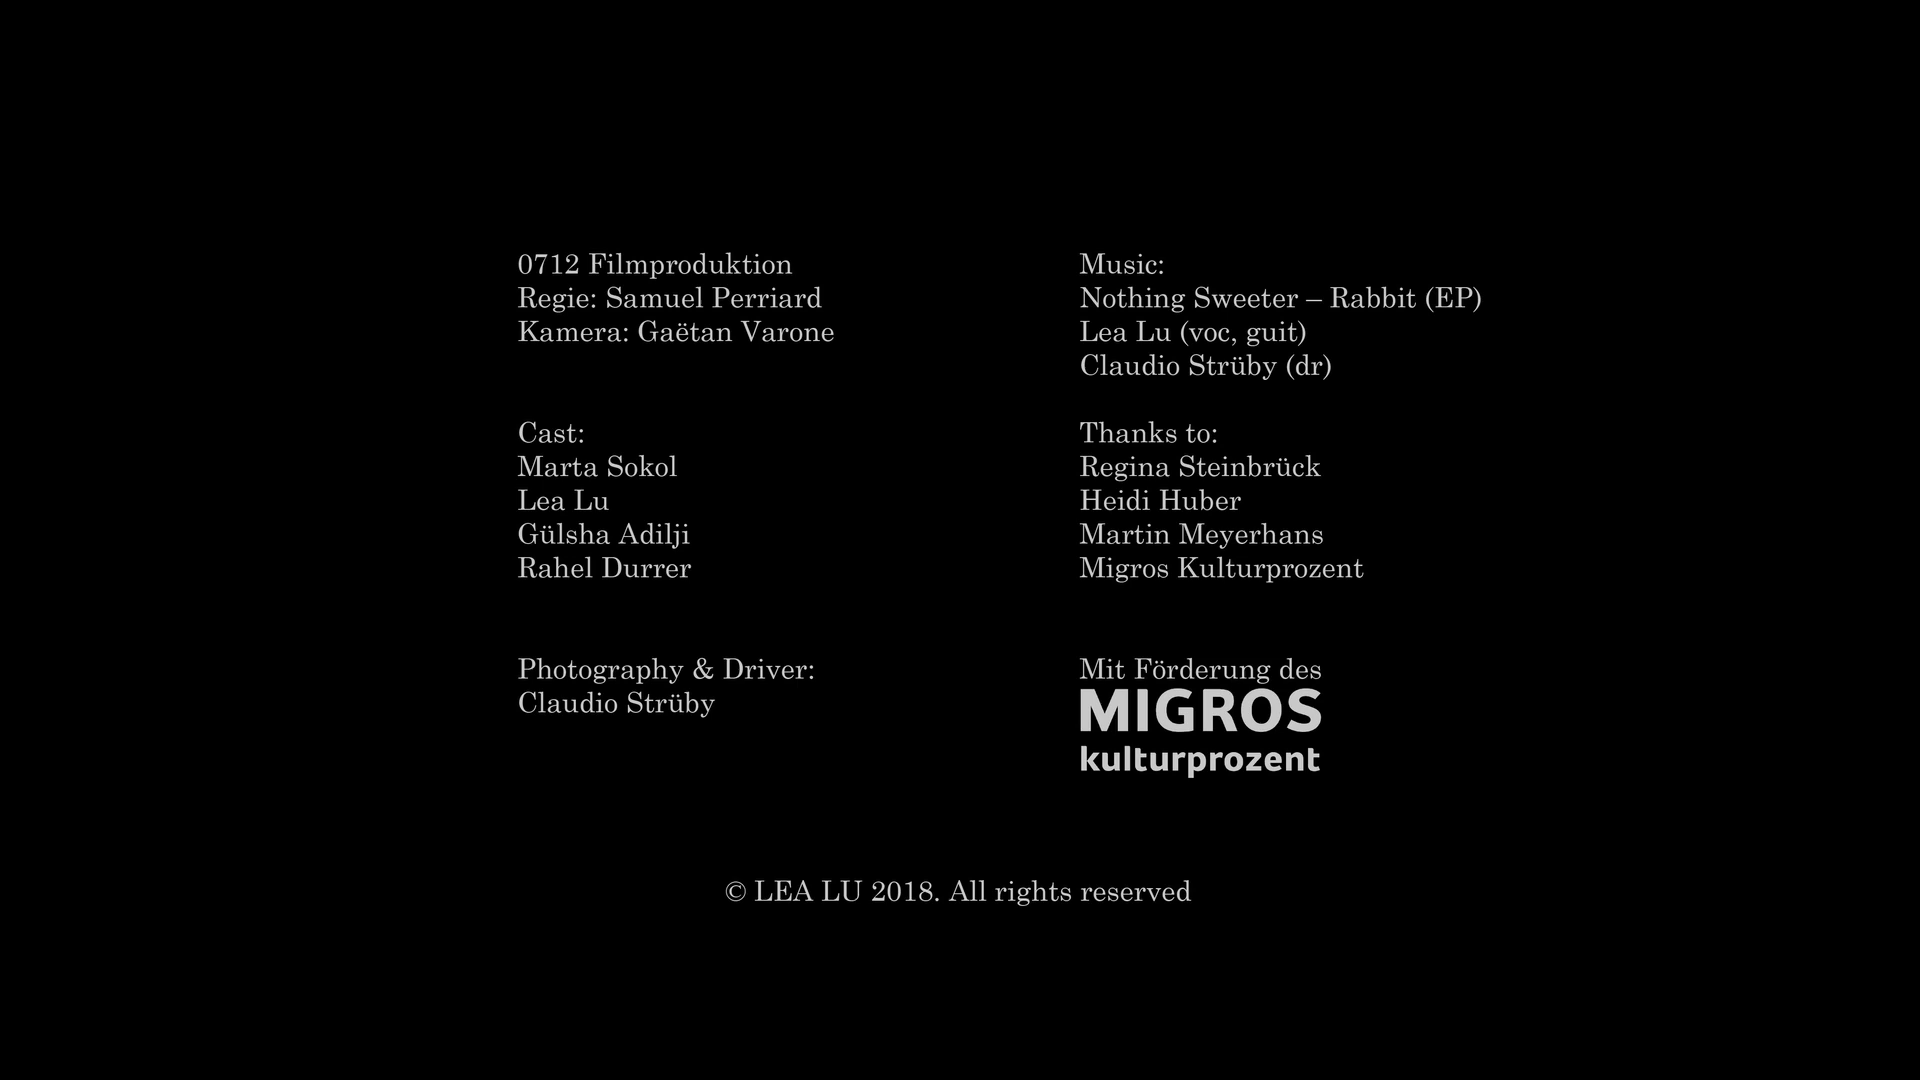 0712 Filmproduktion
Regie: Samuel Perriard
Kamera: Gaëtan Varone
Cast:
Marta Sokol
Lea Lu
Gülsha Adilji
Rahel Durrer
Photography & Driver:
Claudio Strüby
Music:
Nothing Sweeter – Rabbit (EP)
Lea Lu (voc, guit)
Claudio Strüby (dr)
Thanks to:
Regina Steinbrück
Heidi Huber
Martin Meyerhans
Migros Kulturprozent
Mit Förderung des
MIGROS
kulturprozent
© LEA LU 2018. All rights reserved